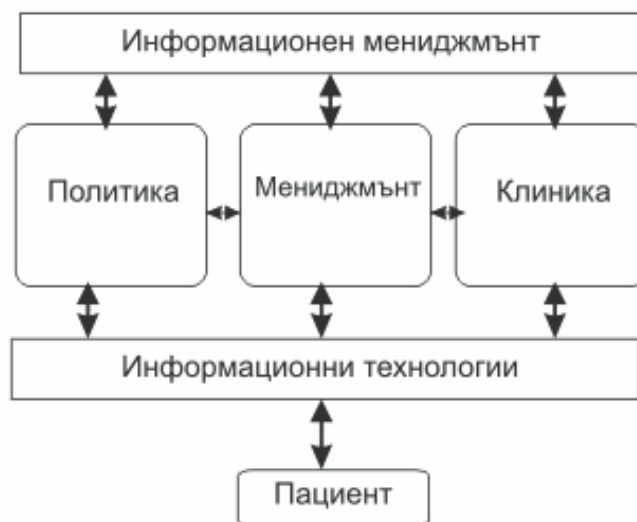 Информационен мениджмънт
Политика
Мениджмънт
Клиника
Информационни технологии
Пациент